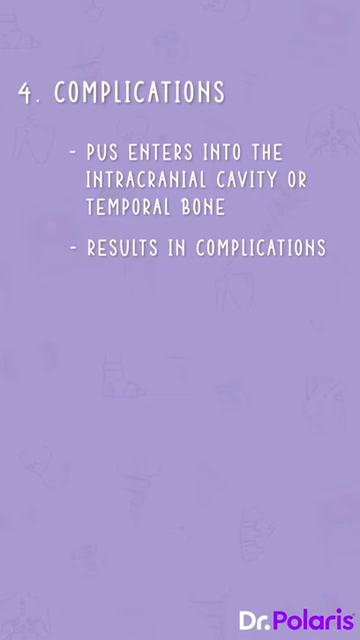 4. COMPLICATIONS
- PUS ENTERS INTO THE
INTRACRANIAL CAVITY OR
TEMPORAL BONE
- RESULTS IN COMPLICATIONS
Dr.Polaris